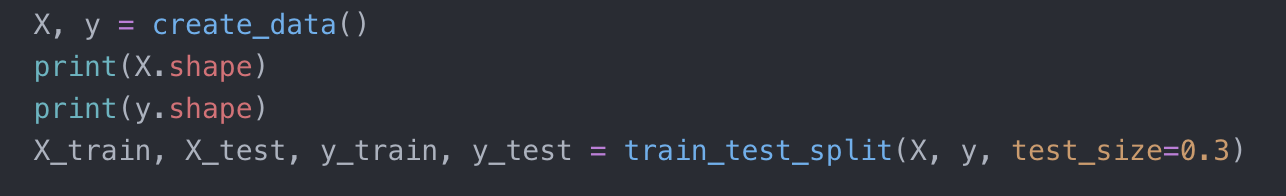 X, y = create_data()
print(X.shape)
print(y.shape)
X_train, X_test, y_train, y_test = train_test_split(X, y, test_size=0.3)